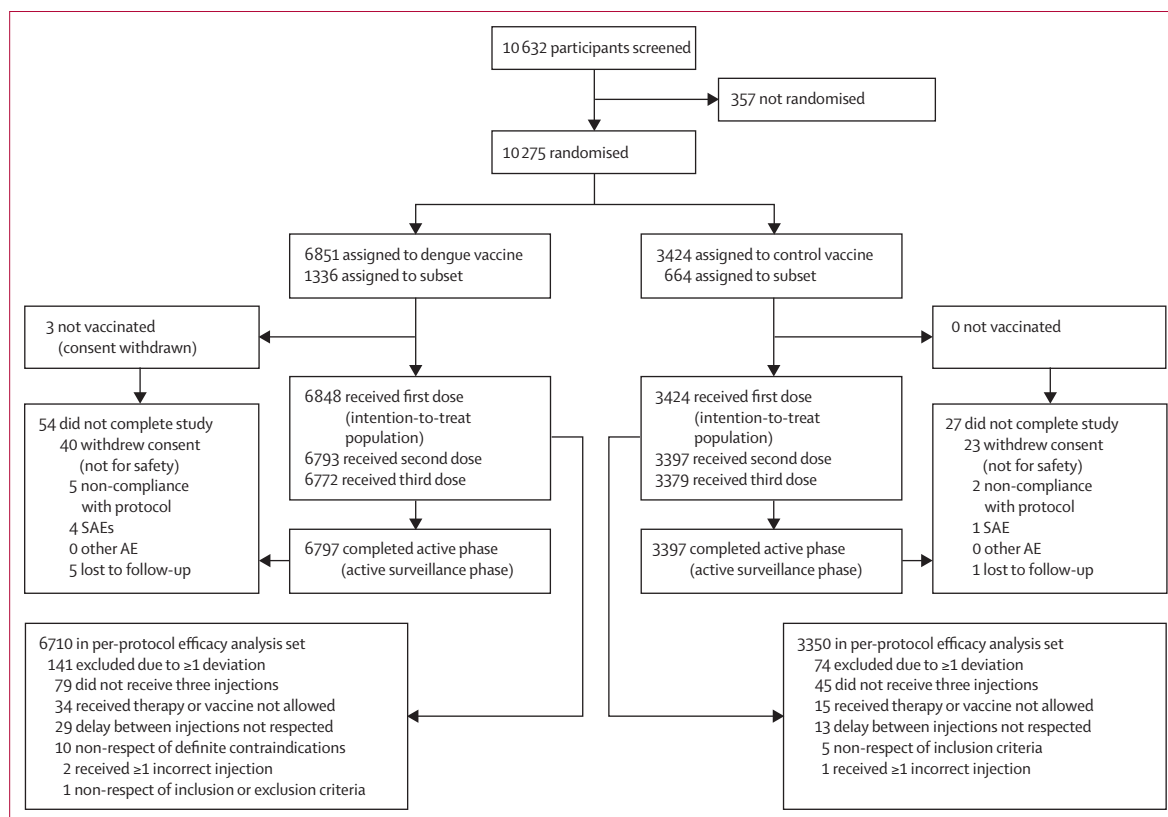 10 632 participants screened
357 not randomised
10 275 randomised
6851 assigned to dengue vaccine
1336 assigned to subset
3424 assigned to control vaccine
664 assigned to subset
3 not vaccinated
(consent withdrawn)
0 not vaccinated
54 did not complete study
40 withdrew consent
(not for safety)
5 non-compliance
with protocol
4 SAEs
0 other AE
5 lost to follow-up
6848 received first dose
(intention-to-treat
population)
6793 received second dose
6772 received third dose
3424 received first dose
(intention-to-treat
population)
3397 received second dose
3379 received third dose
27 did not complete study
23 withdrew consent
(not for safety)
2 non-compliance
with protocol
1 SAE
0 other AE
1 lost to follow-up
6797 completed active phase
(active surveillance phase)
3397 completed active phase
(active surveillance phase)
6710 in per-protocol efficacy analysis set
141 excluded due to ≥1 deviation
79 did not receive three injections
34 received therapy or vaccine not allowed
29 delay between injections not respected
10 non-respect of definite contraindications
2 received ≥1 incorrect injection
1 non-respect of inclusion or exclusion criteria
3350 in per-protocol efficacy analysis set
74 excluded due to ≥1 deviation
45 did not receive three injections
15 received therapy or vaccine not allowed
13 delay between injections not respected
5 non-respect of inclusion criteria
1 received ≥1 incorrect injection